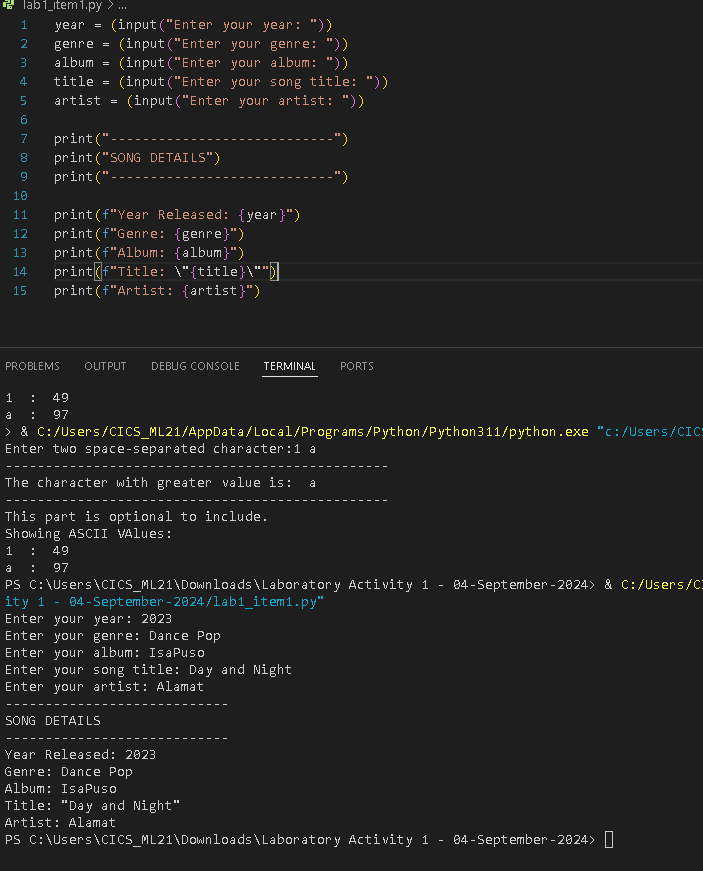 lab1_item1.py > ...
1 year = (input("Enter your year: "))
2 genre = (input("Enter your genre: "))
3 album = (input("Enter your album: "))
4 title = (input("Enter your song title: "))
5 artist = (input("Enter your artist: "))
6
7 print("----------------------------")
8 print("SONG DETAILS")
9 print("----------------------------")
10
11 print(f"Year Released: {year}")
12 print(f"Genre: {genre}")
13 print(f"Album: {album}")
14 print(f"Title: \"{title}\"")
15 print(f"Artist: {artist}")
PROBLEMS OUTPUT DEBUG CONSOLE TERMINAL PORTS
1  :  49
a  :  97
> & C:/Users/CICS_ML21/AppData/Local/Programs/Python/Python311/python.exe "c:/Users/CICS
Enter two space-separated character:1 a
------------------------------------------------
The character with greater value is:  a
------------------------------------------------
This part is optional to include.
Showing ASCII VAlues:
1  :  49
a  :  97
PS C:\Users\CICS_ML21\Downloads\Laboratory Activity 1 - 04-September-2024> & C:/Users/CI
ity 1 - 04-September-2024/lab1_item1.py"
Enter your year: 2023
Enter your genre: Dance Pop
Enter your album: IsaPuso
Enter your song title: Day and Night
Enter your artist: Alamat
----------------------------
SONG DETAILS
----------------------------
Year Released: 2023
Genre: Dance Pop
Album: IsaPuso
Title: "Day and Night"
Artist: Alamat
PS C:\Users\CICS_ML21\Downloads\Laboratory Activity 1 - 04-September-2024>